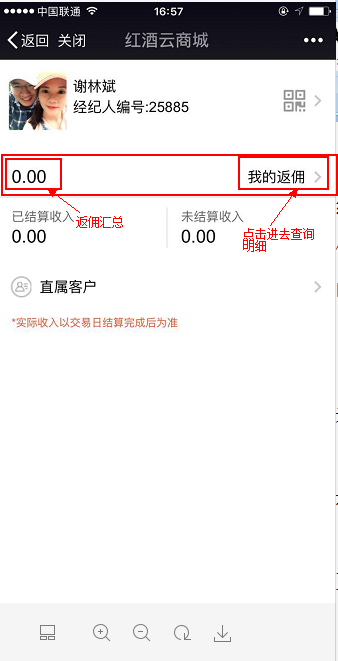 中国联通 16:57
返回 关闭 红酒云商城
谢林斌
经纪人编号:25885
0.00 我的返佣
返佣汇总
已结算收入 未结算收入
0.00 0.00
点击进去查询
明细
直属客户
*实际收入以交易日结算完成后为准